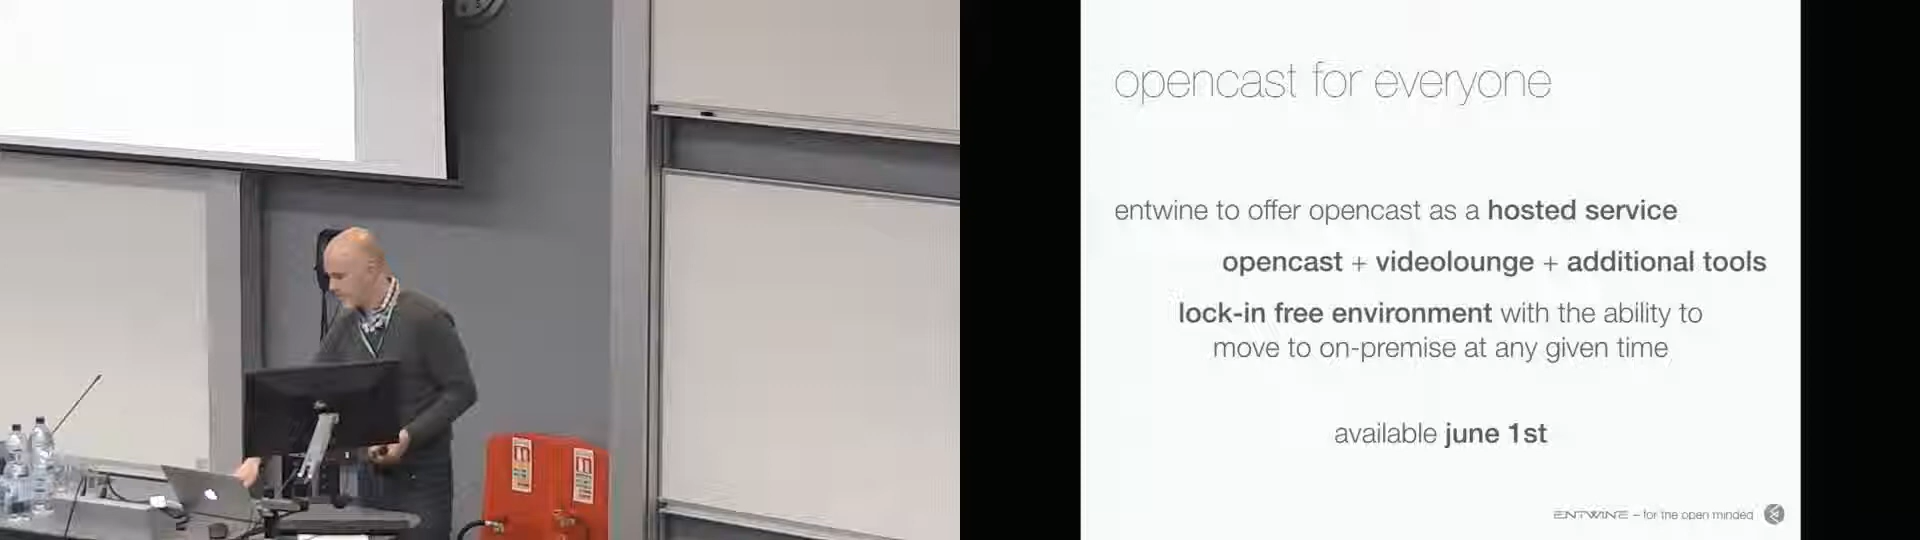 opencast for everyone
entwine to offer opencast as a hosted service
opencast + videolounge + additional tools
lock-in free environment with the ability to
move to on-premise at any given time
available june 1st
ENTWINE – for the open minded